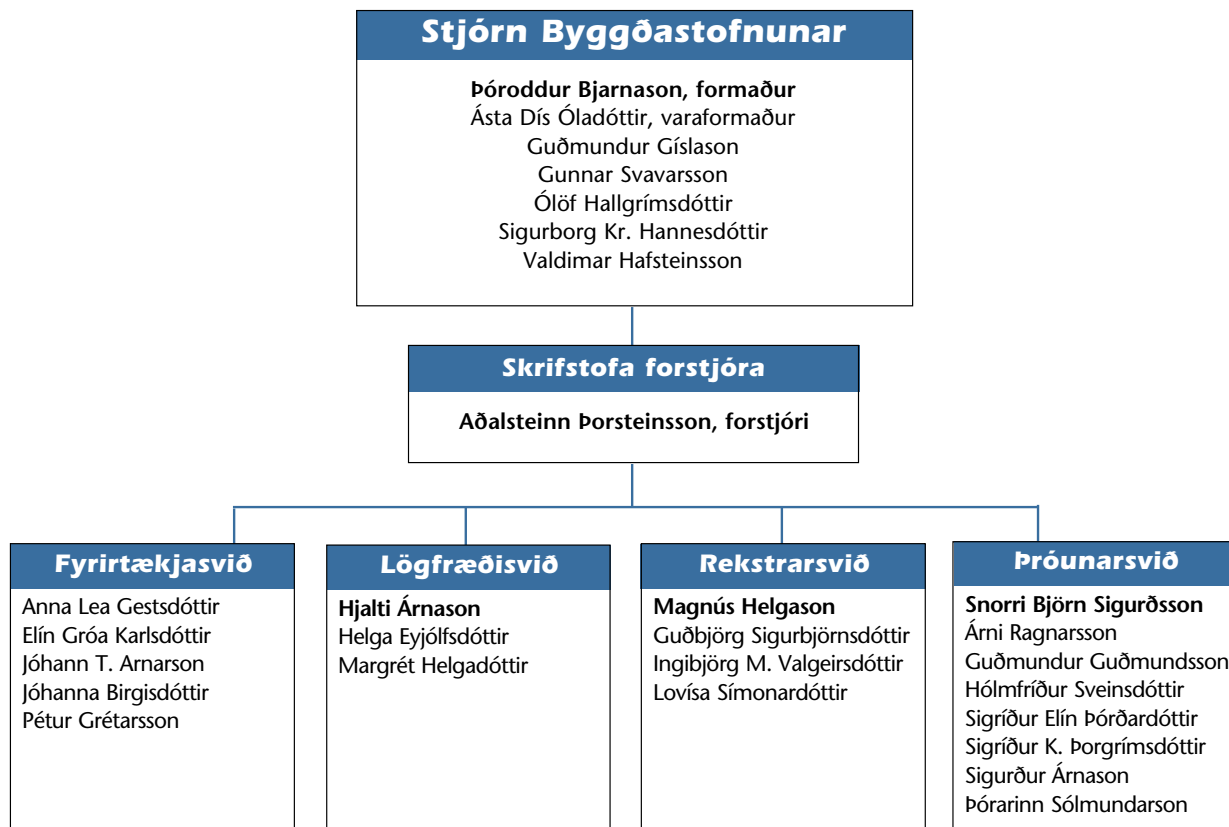 Stjórn Byggðastofnunar
Þóroddur Bjarnason, formaður
Ásta Dís Óladóttir, varaformaður
Guðmundur Gíslason
Gunnar Svavarsson
Ólöf Hallgrímsdóttir
Sigurborg Kr. Hannesdóttir
Valdimar Hafsteinsson
Skrifstofa forstjóra
Aðalsteinn Þorsteinsson, forstjóri
Fyrirtækjasvið
Anna Lea Gestsdóttir
Elín Gróa Karlsdóttir
Jóhann T. Arnarson
Jóhanna Birgisdóttir
Pétur Grétarsson
Lögfræðisvið
Hjalti Árnason
Helga Eyjólfsdóttir
Margrét Helgadóttir
Rekstrarsvið
Magnús Helgason
Guðbjörg Sigurbjörnsdóttir
Ingibjörg M. Valgeirsdóttir
Lovísa Símonardóttir
Þróunarsvið
Snorri Björn Sigurðsson
Árni Ragnarsson
Guðmundur Guðmundsson
Hólmfríður Sveinsdóttir
Sigríður Elín Þórðardóttir
Sigríður K. Þorgrímsdóttir
Sigurður Árnason
Þórarinn Sólmundarson